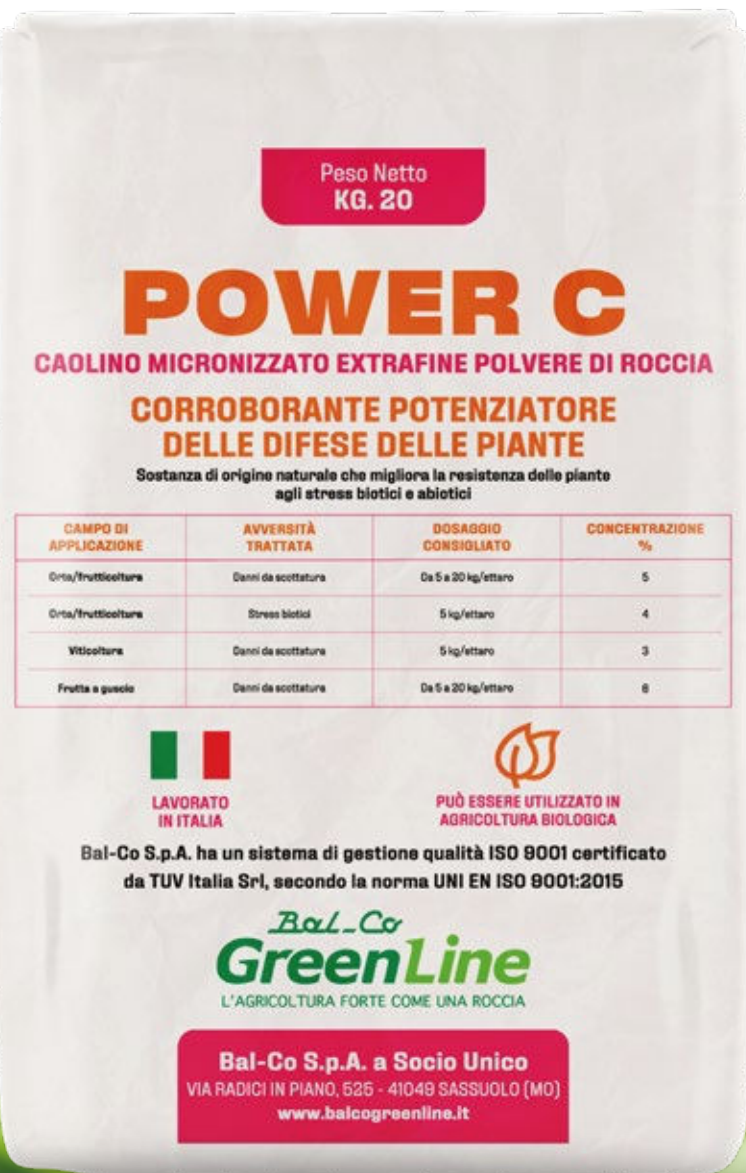 Peso Netto
KG. 20
POWER C
CAOLINO MICRONIZZATO EXTRAFINE POLVERE DI ROCCIA
CORROBORANTE POTENZIATORE
DELLE DIFESE DELLE PIANTE
Sostanza di origine naturale che migliora la resistenza delle piante
agli stress biotici e abiotici
CAMPO DI APPLICAZIONE AVVERSITÀ TRATTATA DOSAGGIO CONSIGLIATO CONCENTRAZIONE %
Orto/frutticoltura Danni da scottatura Da 5 a 20 kg/ettaro 5
Orto/frutticoltura Stress biotici 5 kg/ettaro 4
Viticoltura Danni da scottatura 5 kg/ettaro 3
Frutta a guscio Danni da scottatura Da 5 a 20 kg/ettaro 6
LAVORATO
IN ITALIA
PUÒ ESSERE UTILIZZATO IN
AGRICOLTURA BIOLOGICA
Bal-Co S.p.A. ha un sistema di gestione qualità ISO 9001 certificato
da TUV Italia Srl, secondo la norma UNI EN ISO 9001:2015
Bal-Co
GreenLine
L'AGRICOLTURA FORTE COME UNA ROCCIA
Bal-Co S.p.A. a Socio Unico
VIA RADICI IN PIANO, 525 - 41049 SASSUOLO (MO)
www.balcogreenline.it